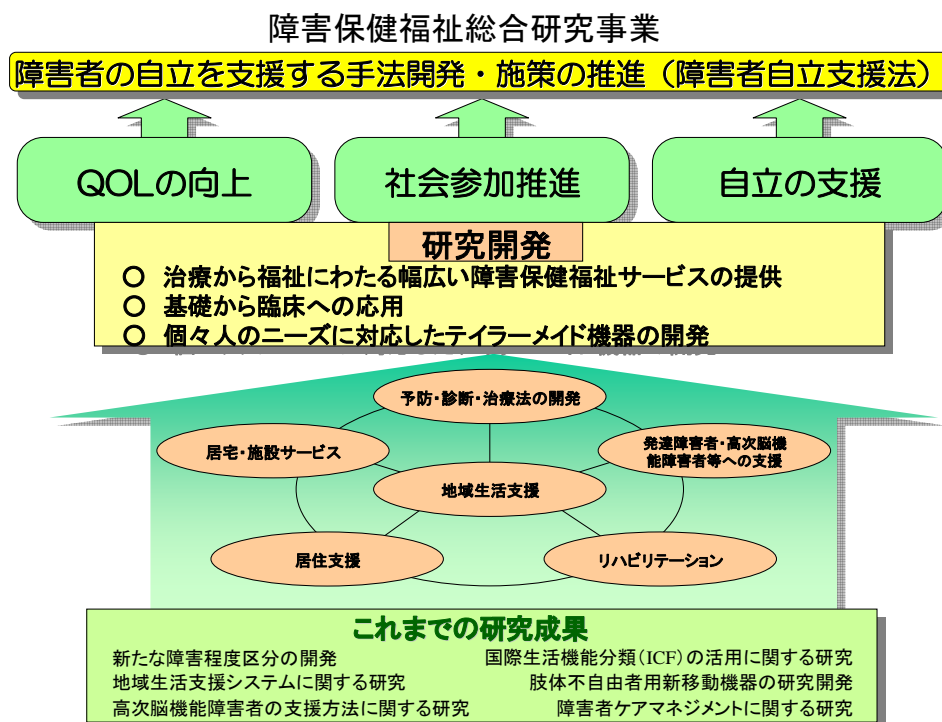 障害保健福祉総合研究事業
障害者の自立を支援する手法開発・施策の推進（障害者自立支援法）
QOLの向上
社会参加推進
自立の支援
研究開発
○ 治療から福祉にわたる幅広い障害保健福祉サービスの提供
○ 基礎から臨床への応用
○ 個々人のニーズに対応したテイラーメイド機器の開発
予防・診断・治療法の開発
居宅・施設サービス
発達障害者・高次脳機
能障害者等への支援
地域生活支援
居住支援
リハビリテーション
これまでの研究成果
新たな障害程度区分の開発
国際生活機能分類(ICF)の活用に関する研究
地域生活支援システムに関する研究
肢体不自由者用新移動機器の研究開発
高次脳機能障害者の支援方法に関する研究
障害者ケアマネジメントに関する研究